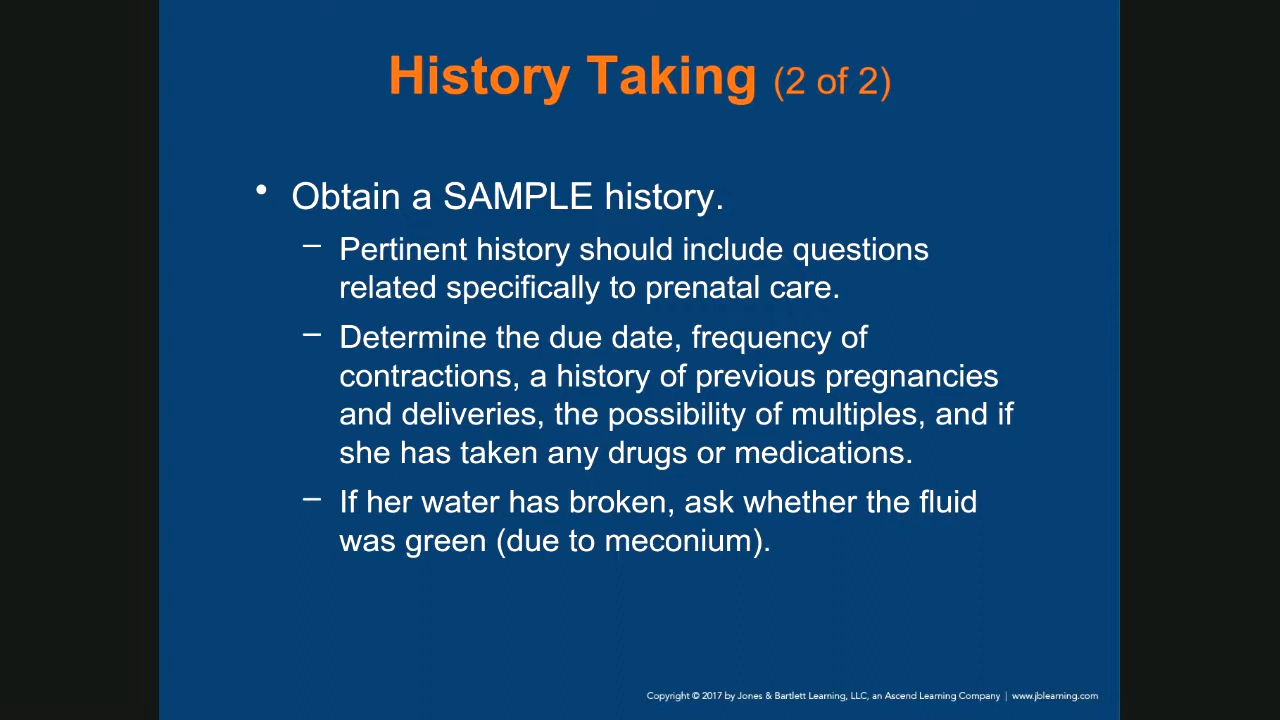 History Taking (2 of 2)
• Obtain a SAMPLE history.
– Pertinent history should include questions
related specifically to prenatal care.
– Determine the due date, frequency of
contractions, a history of previous pregnancies
and deliveries, the possibility of multiples, and if
she has taken any drugs or medications.
– If her water has broken, ask whether the fluid
was green (due to meconium).
Copyright © 2017 by Jones & Bartlett Learning, LLC, an Ascend Learning Company | www.jblearning.com